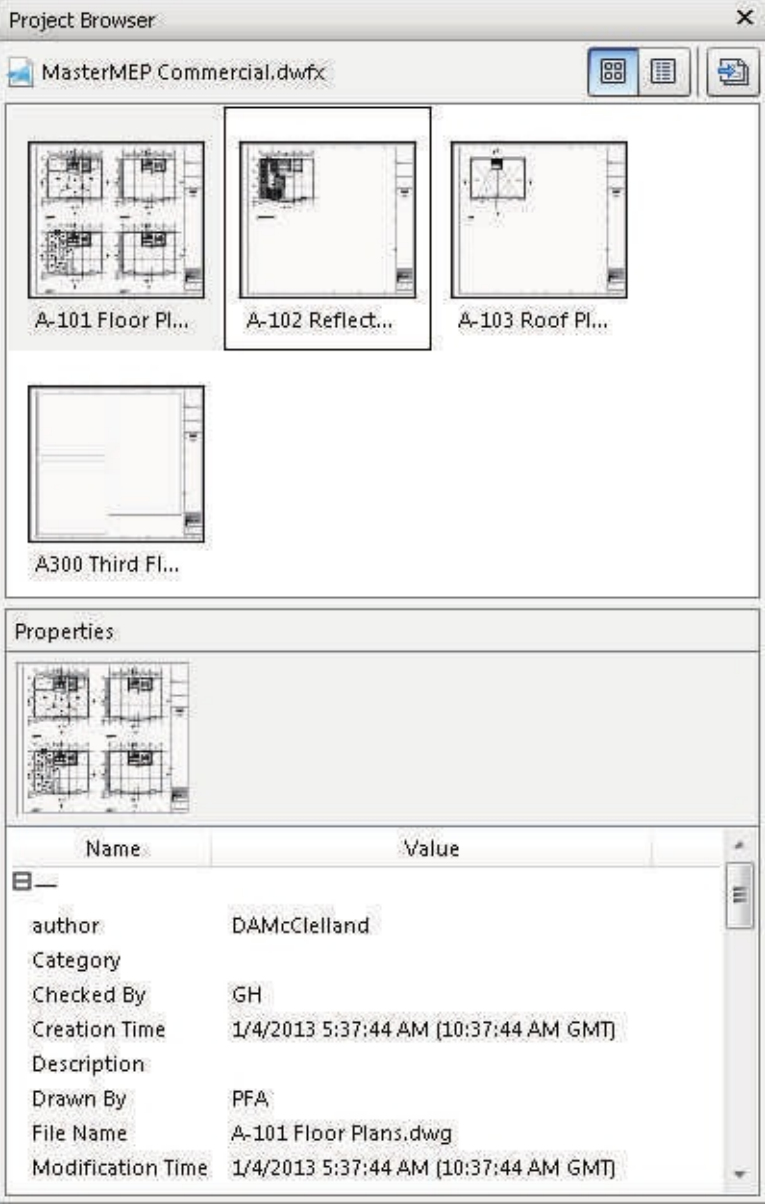 Project Browser
MasterMEP Commercial.dwfx
A-101 Floor Pl...
A-102 Reflect...
A-103 Roof Pl...
A300 Third Fl...
Properties
Name Value
author DAMcClelland
Category
Checked By GH
Creation Time 1/4/2013 5:37:44 AM (10:37:44 AM GMT)
Description
Drawn By PFA
File Name A-101 Floor Plans.dwg
Modification Time 1/4/2013 5:37:44 AM (10:37:44 AM GMT)